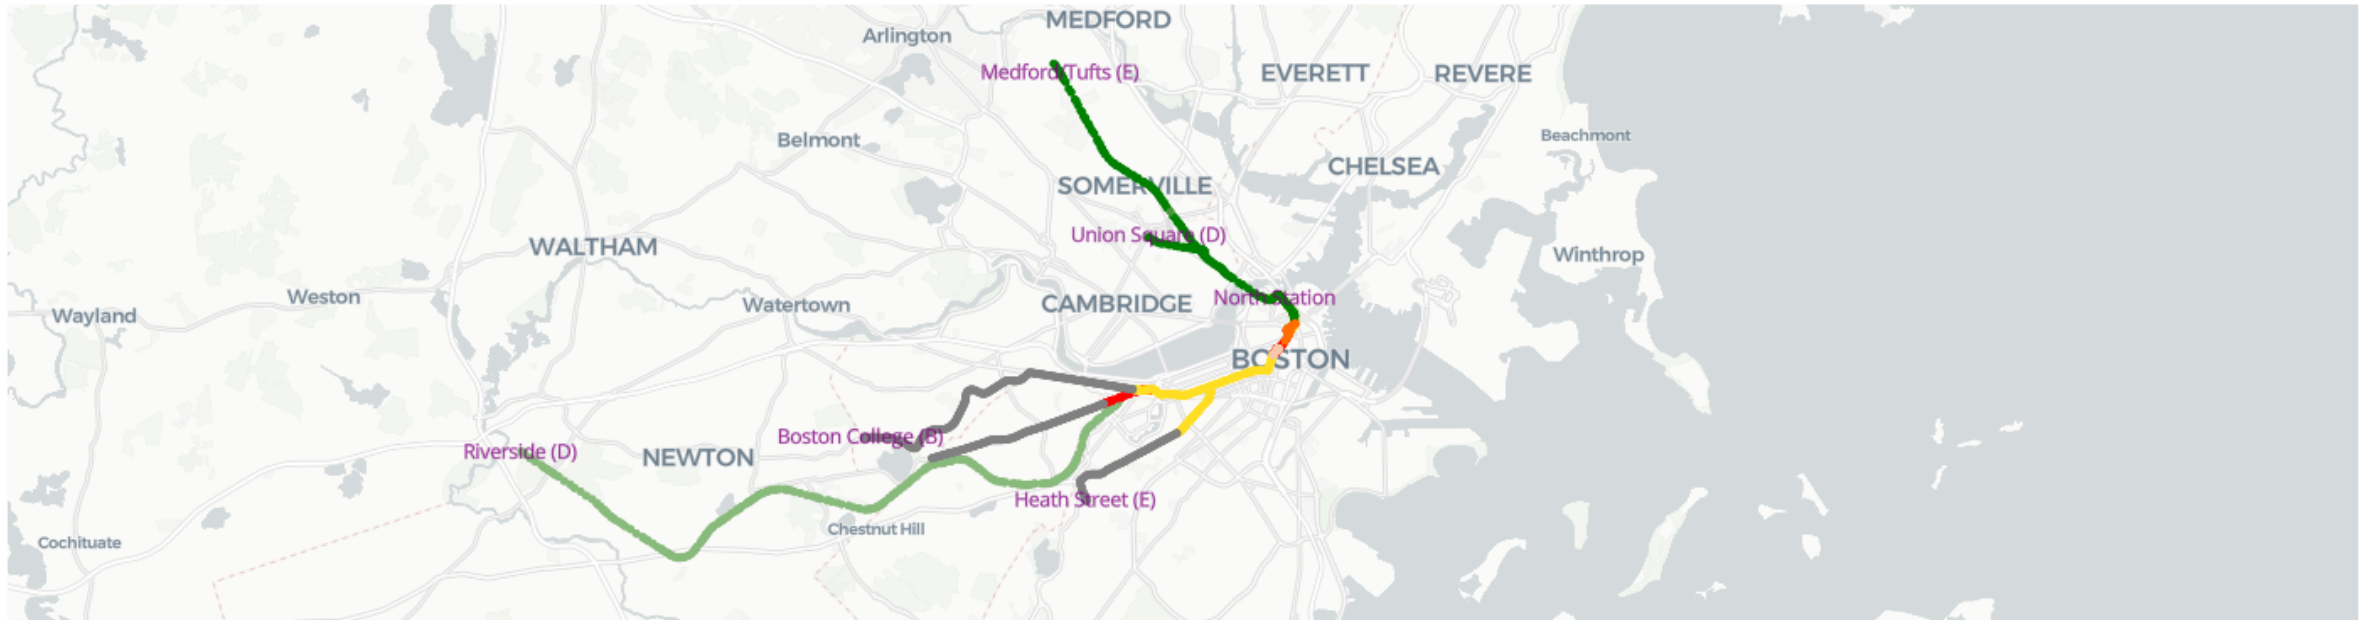 MEDFORD
Arlington
Medford/Tufts (E)
EVERETT
REVERE
Belmont
Beachmont
CHELSEA
SOMERVILLE
Union Square (D)
WALTHAM
Winthrop
Weston
North Station
CAMBRIDGE
Watertown
Wayland
BOSTON
Boston College (B)
Riverside (D)
NEWTON
Heath Street (E)
Chestnut Hill
Cochituate